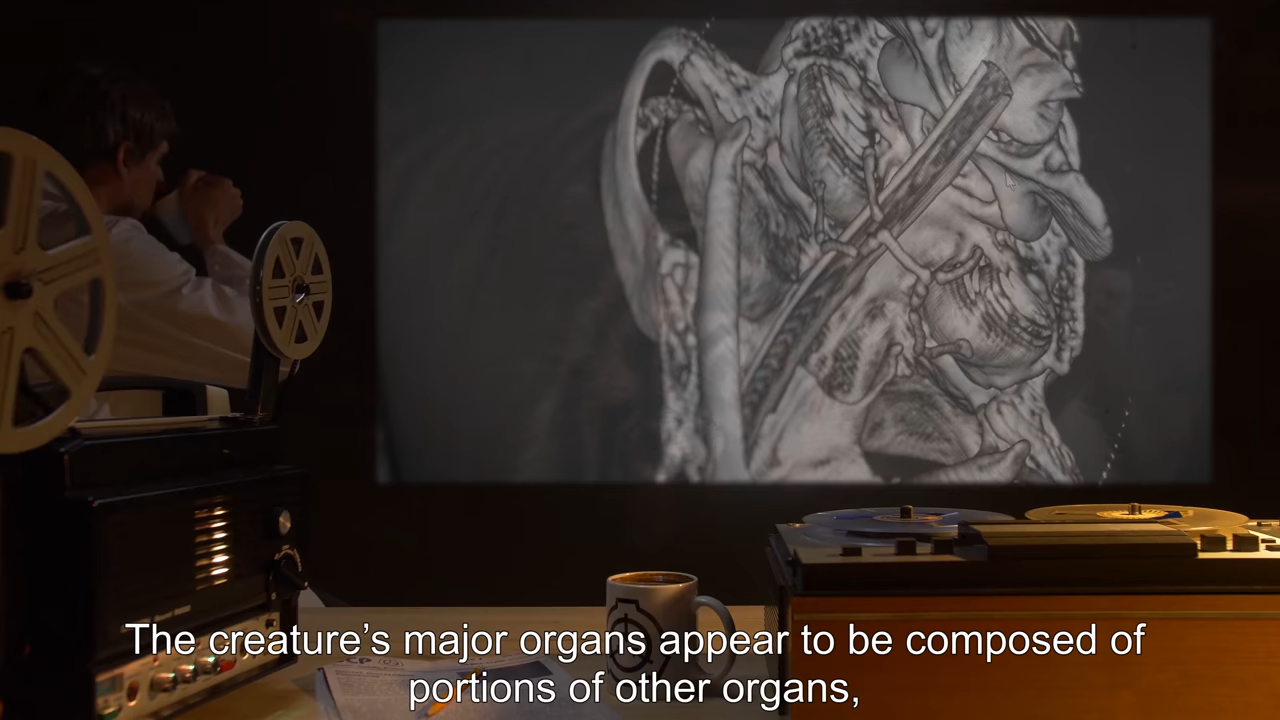 The creature’s major organs appear to be composed of
portions of other organs,